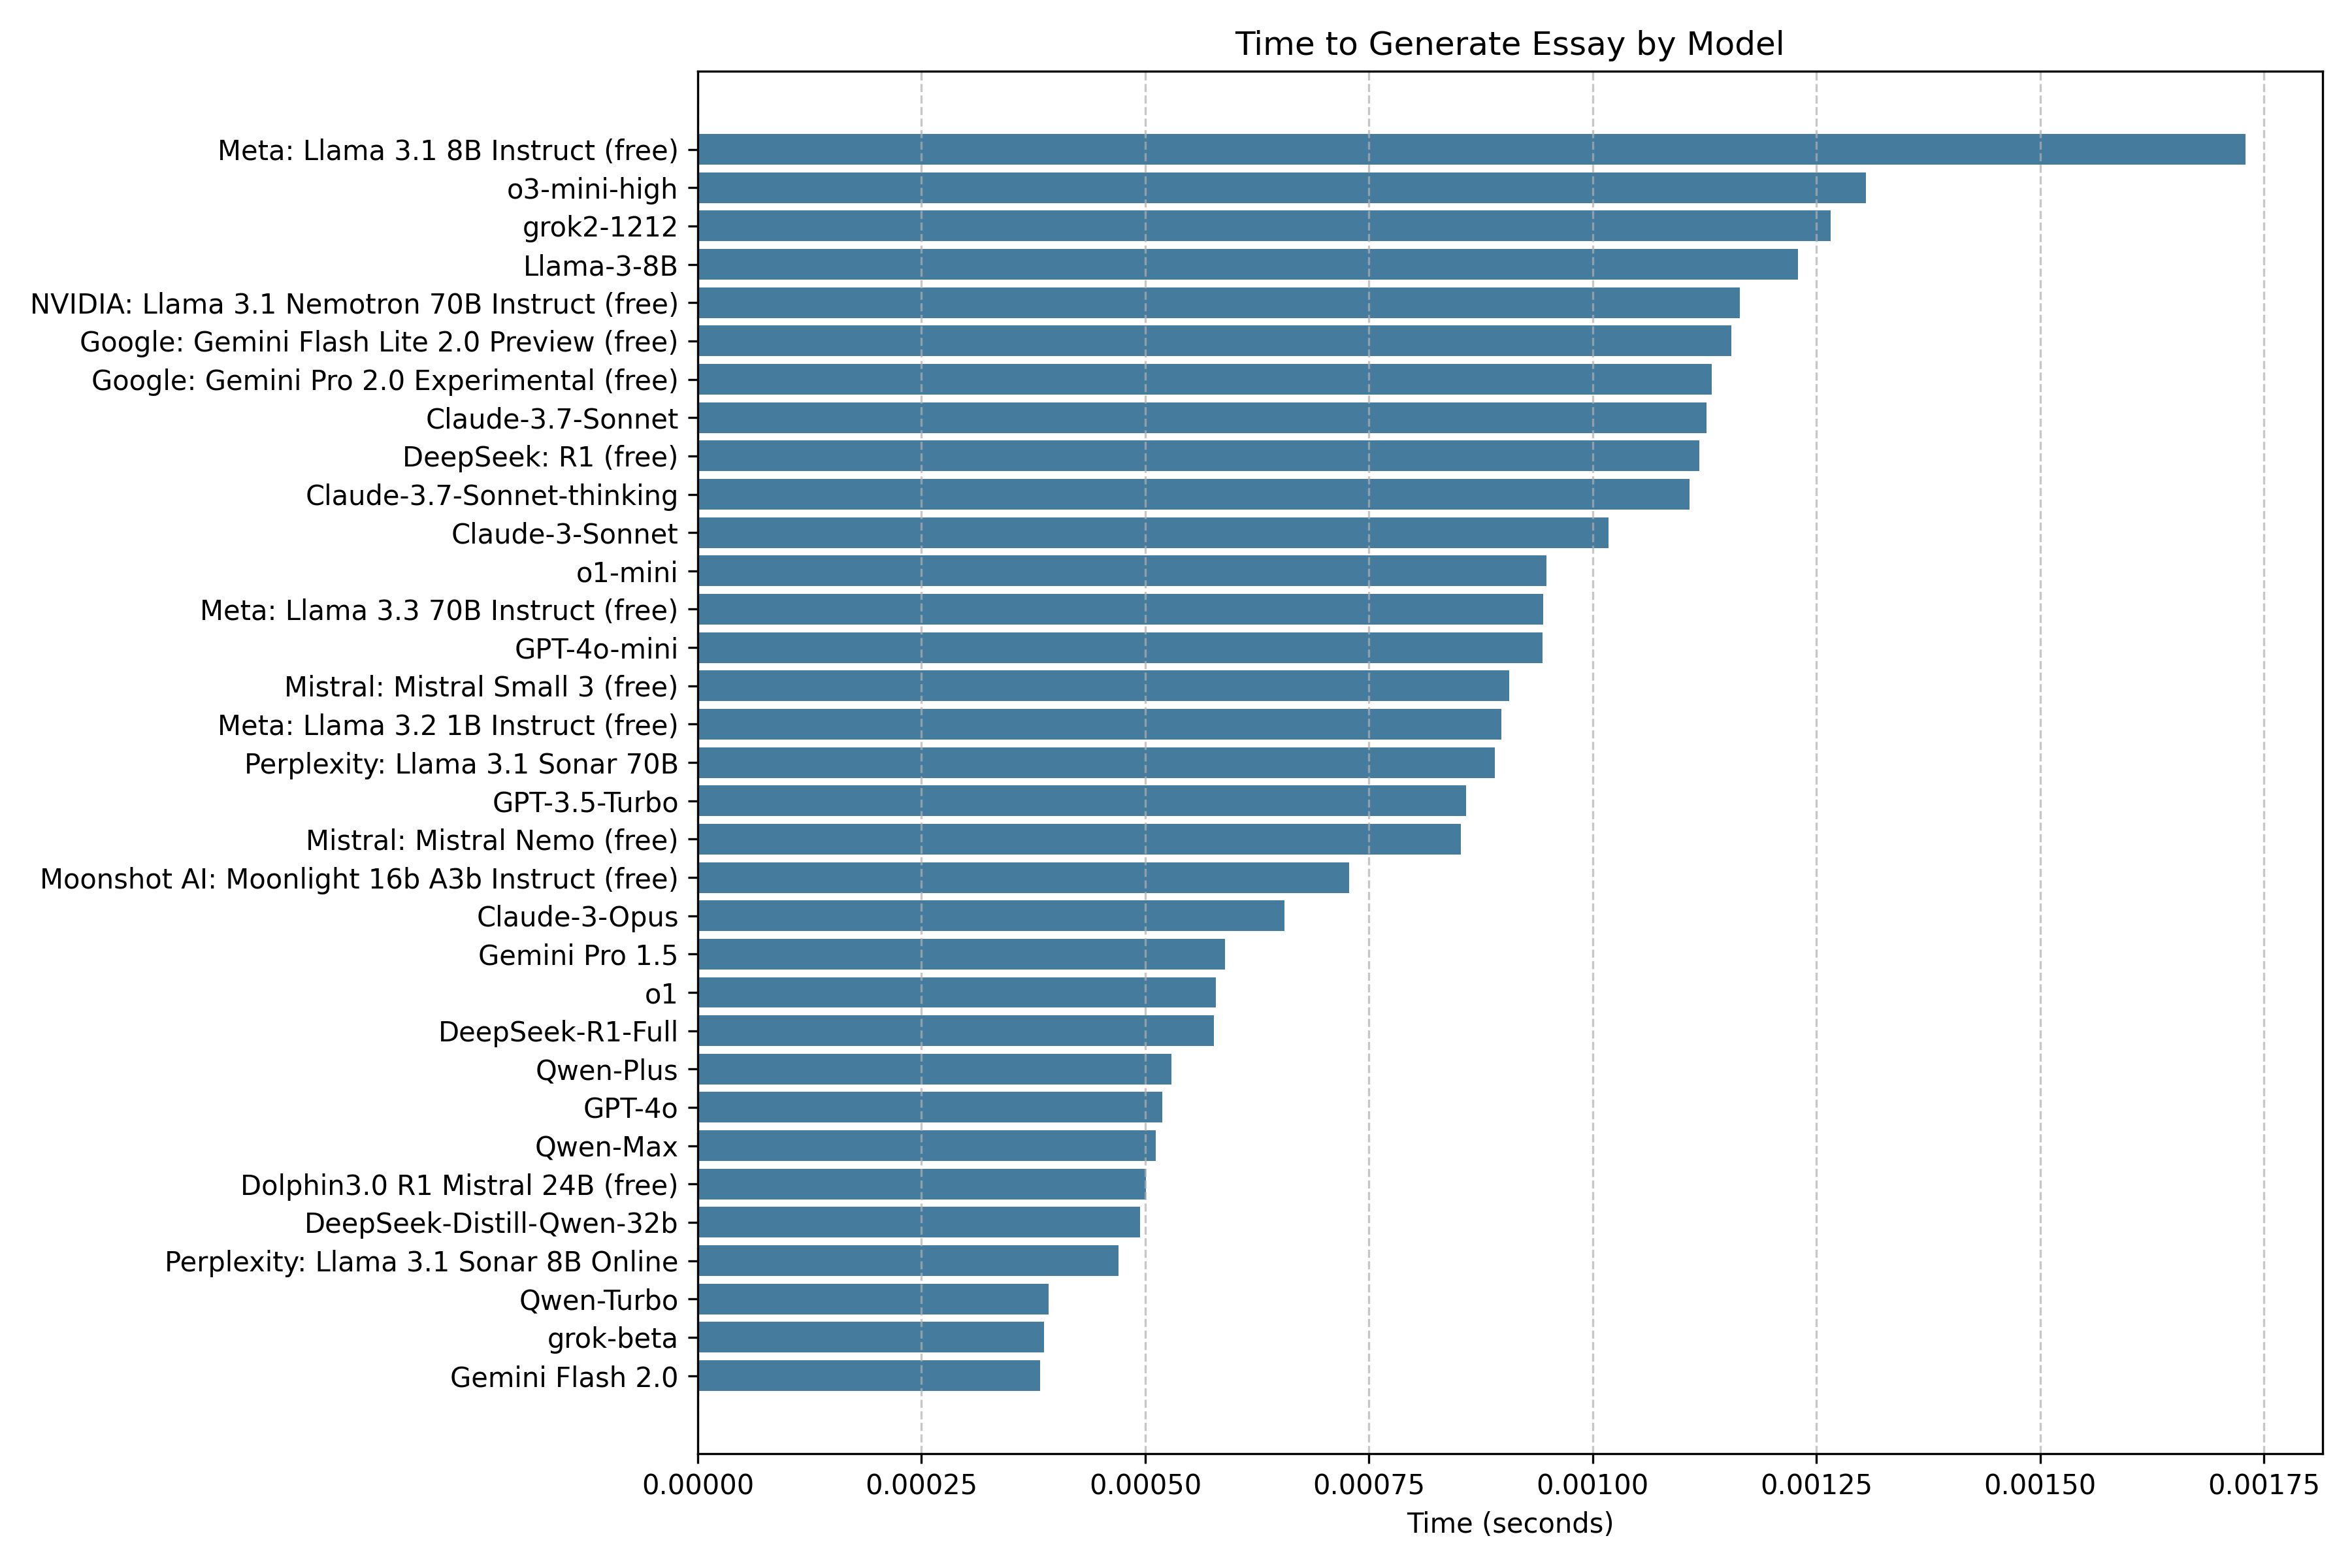 Time to Generate Essay by Model
Meta: Llama 3.1 8B Instruct (free)
o3-mini-high
grok2-1212
Llama-3-8B
NVIDIA: Llama 3.1 Nemotron 70B Instruct (free)
Google: Gemini Flash Lite 2.0 Preview (free)
Google: Gemini Pro 2.0 Experimental (free)
Claude-3.7-Sonnet
DeepSeek: R1 (free)
Claude-3.7-Sonnet-thinking
Claude-3-Sonnet
o1-mini
Meta: Llama 3.3 70B Instruct (free)
GPT-4o-mini
Mistral: Mistral Small 3 (free)
Meta: Llama 3.2 1B Instruct (free)
Perplexity: Llama 3.1 Sonar 70B
GPT-3.5-Turbo
Mistral: Mistral Nemo (free)
Moonshot AI: Moonlight 16b A3b Instruct (free)
Claude-3-Opus
Gemini Pro 1.5
o1
DeepSeek-R1-Full
Qwen-Plus
GPT-4o
Qwen-Max
Dolphin3.0 R1 Mistral 24B (free)
DeepSeek-Distill-Qwen-32b
Perplexity: Llama 3.1 Sonar 8B Online
Qwen-Turbo
grok-beta
Gemini Flash 2.0
0.00000 0.00025 0.00050 0.00075 0.00100 0.00125 0.00150 0.00175
Time (seconds)